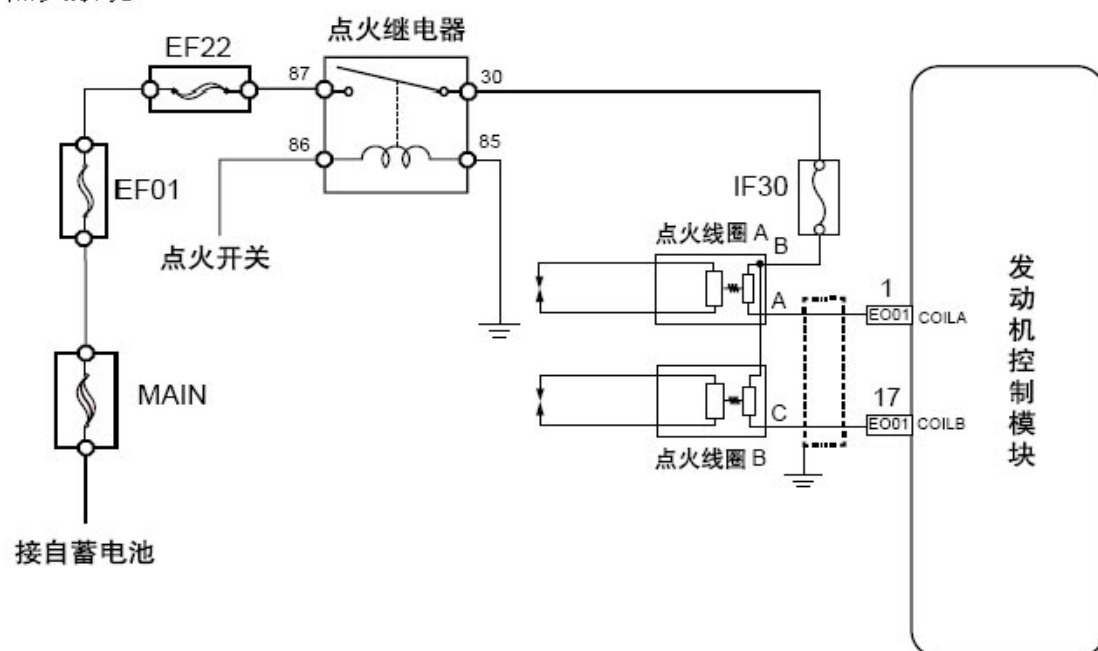 点火继电器
EF22
87
30
86
85
EF01
IF30
点火开关
点火线圈 A
B
A
1
EO01
COILA
发动机控制模块
MAIN
17
C
EO01
COILB
点火线圈 B
接自蓄电池